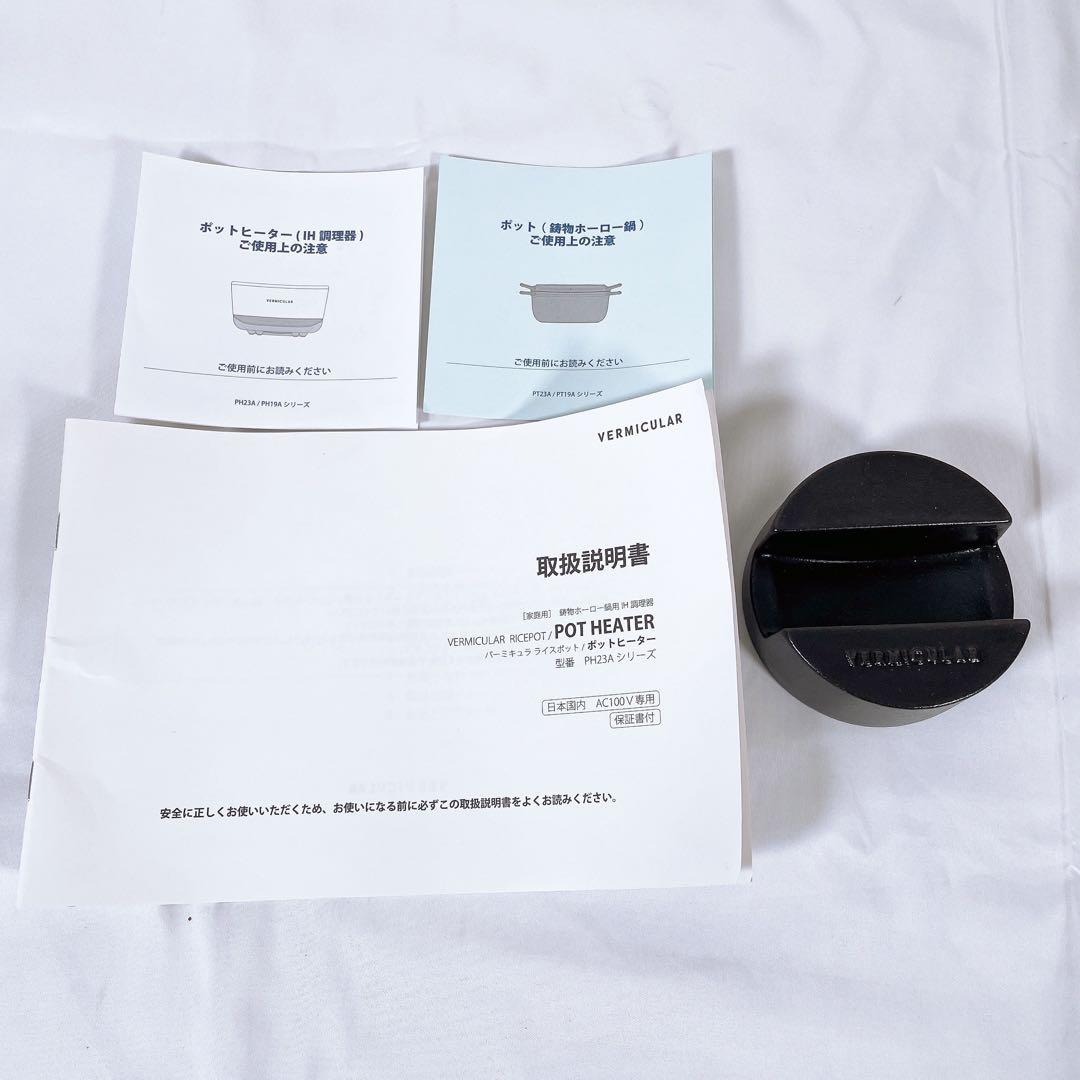 ポットヒーター ( IH 調理器 )
ご使用上の注意
VERMICULAR
ご使用前にお読みください
PH23A / PH19A シリーズ
ポット ( 鋳物ホーロー鍋 )
ご使用上の注意
ご使用前にお読みください
PT23A / PT19A シリーズ
VERMICULAR
取扱説明書
［家庭用］ 鋳物ホーロー鍋用 IH 調理器
VERMICULAR RICEPOT / POT HEATER
バーミキュラ ライスポット / ポットヒーター
型番 PH23A シリーズ
日本国内 AC100V専用
保証書付
安全に正しくお使いいただくため、お使いになる前に必ずこの取扱説明書をよくお読みください。
VERMICULAR